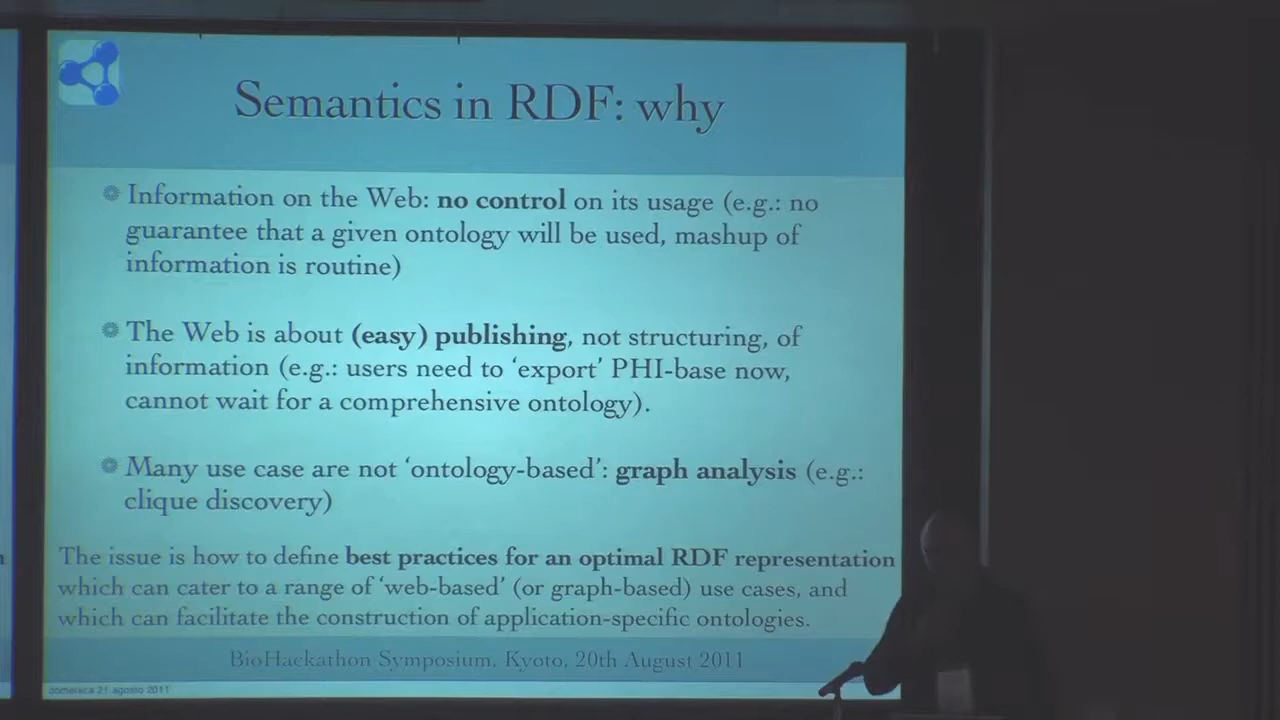 Semantics in RDF: why
Information on the Web: no control on its usage (e.g.: no
guarantee that a given ontology will be used, mashup of
information is routine)
The Web is about (easy) publishing, not structuring, of
information (e.g.: users need to 'export' PHI-base now,
cannot wait for a comprehensive ontology).
Many use case are not 'ontology-based': graph analysis (e.g.:
clique discovery)
The issue is how to define best practices for an optimal RDF representation
which can cater to a range of 'web-based' (or graph-based) use cases, and
which can facilitate the construction of application-specific ontologies.
BioHackathon Symposium, Kyoto, 20th August 2011
domenica 21 agosto 2011